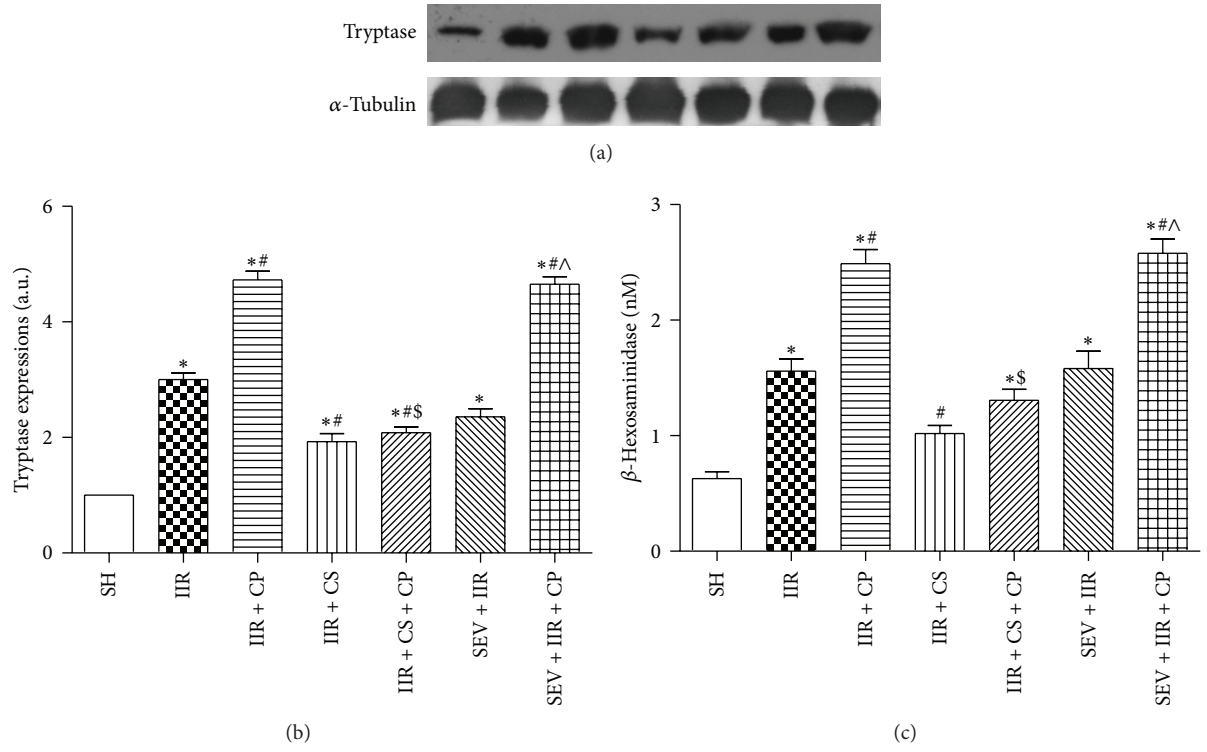 Tryptase
α-Tubulin
(a)
6
4
2
0
Tryptase expressions (a.u.)
*
*#
*#
*#$
*
*#^
SH
IIR
IIR + CP
IIR + CS
IIR + CS + CP
SEV + IIR
SEV + IIR + CP
(b)
3
2
1
0
β-Hexosaminidase (nM)
*
*#
#
*$
*
*#^
SH
IIR
IIR + CP
IIR + CS
IIR + CS + CP
SEV + IIR
SEV + IIR + CP
(c)